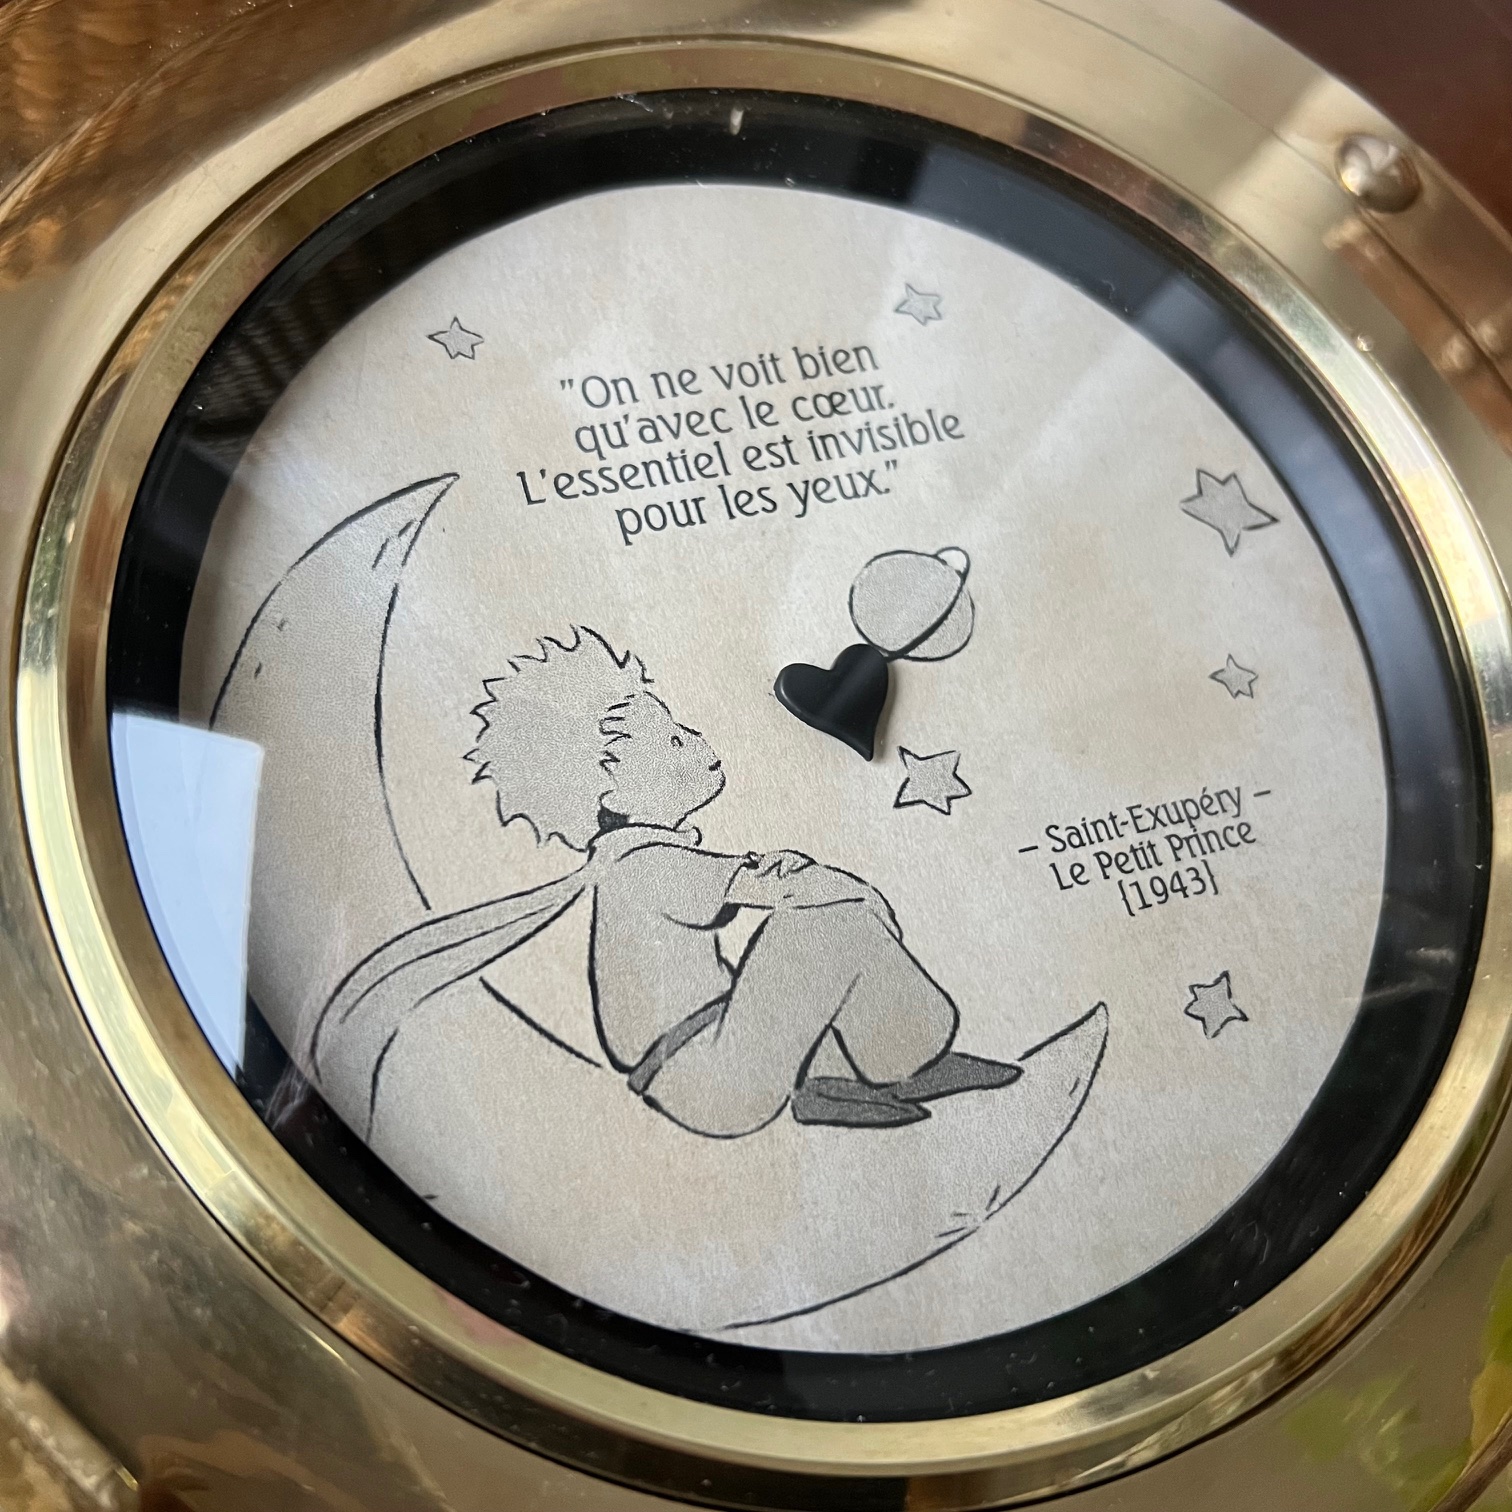 "On ne voit bien
qu'avec le cœur.
L'essentiel est invisible
pour les yeux."
– Saint-Exupéry –
Le Petit Prince
{1943}